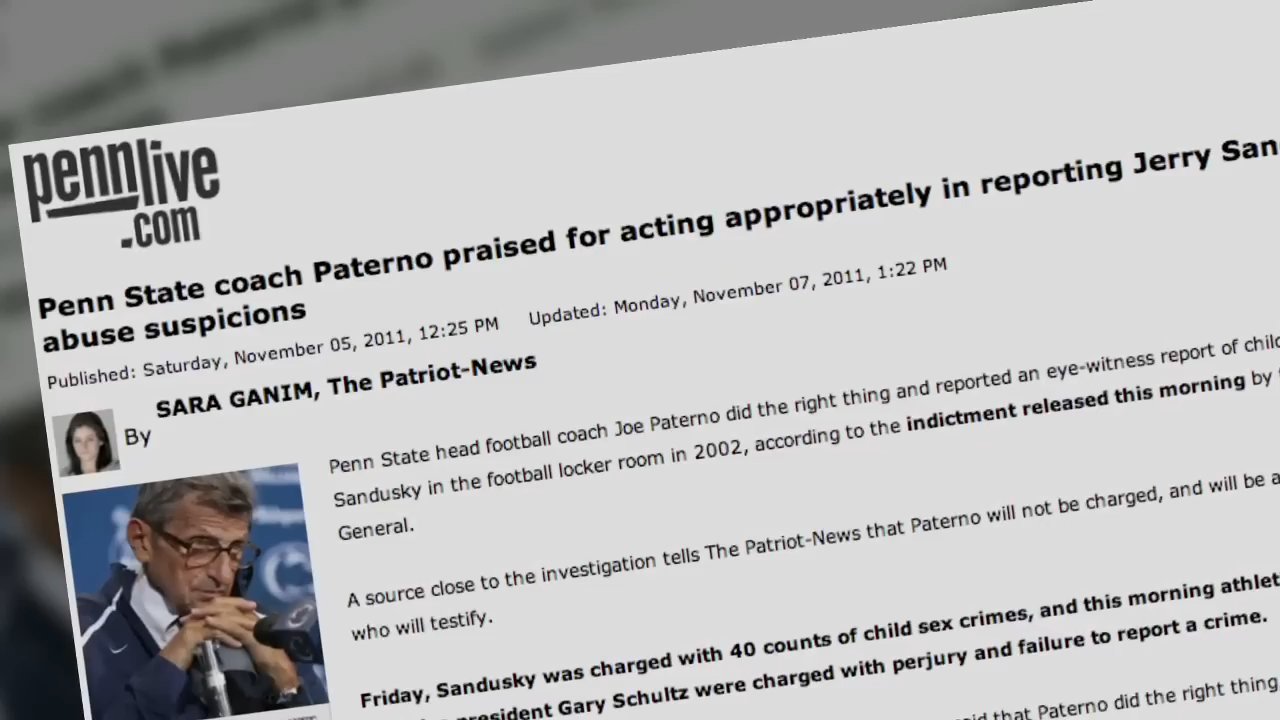 pennlive
.com
Penn State coach Paterno praised for acting appropriately in reporting Jerry San
abuse suspicions
Published: Saturday, November 05, 2011, 12:25 PM Updated: Monday, November 07, 2011, 1:22 PM
By SARA GANIM, The Patriot-News
Penn State head football coach Joe Paterno did the right thing and reported an eye-witness report of child
Sandusky in the football locker room in 2002, according to the indictment released this morning by
General.
A source close to the investigation tells The Patriot-News that Paterno will not be charged, and will be a
who will testify.
Friday, Sandusky was charged with 40 counts of child sex crimes, and this morning athlet
president Gary Schultz were charged with perjury and failure to report a crime.
that Paterno did the right thing